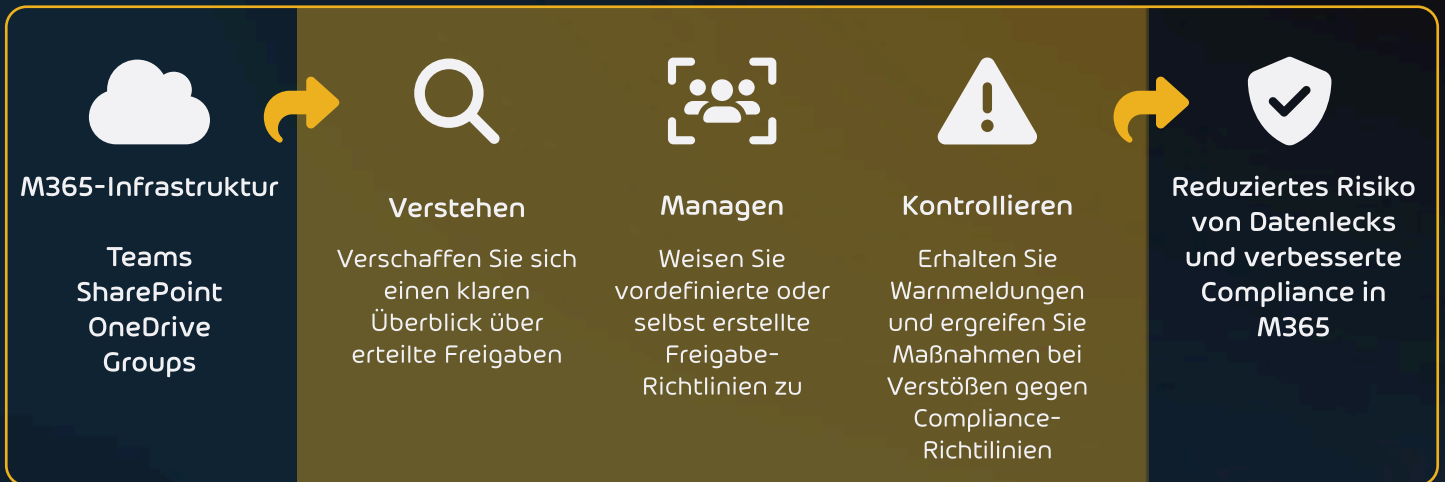 M365-Infrastruktur
Teams
SharePoint
OneDrive
Groups
Verstehen
Verschaffen Sie sich
einen klaren
Überblick über
erteilte Freigaben
Managen
Weisen Sie
vordefinierte oder
selbst erstellte
Freigabe-
Richtlinien zu
Kontrollieren
Erhalten Sie
Warnmeldungen
und ergreifen Sie
Maßnahmen bei
Verstößen gegen
Compliance-
Richtilinien
Reduziertes Risiko
von Datenlecks
und verbesserte
Compliance in
M365